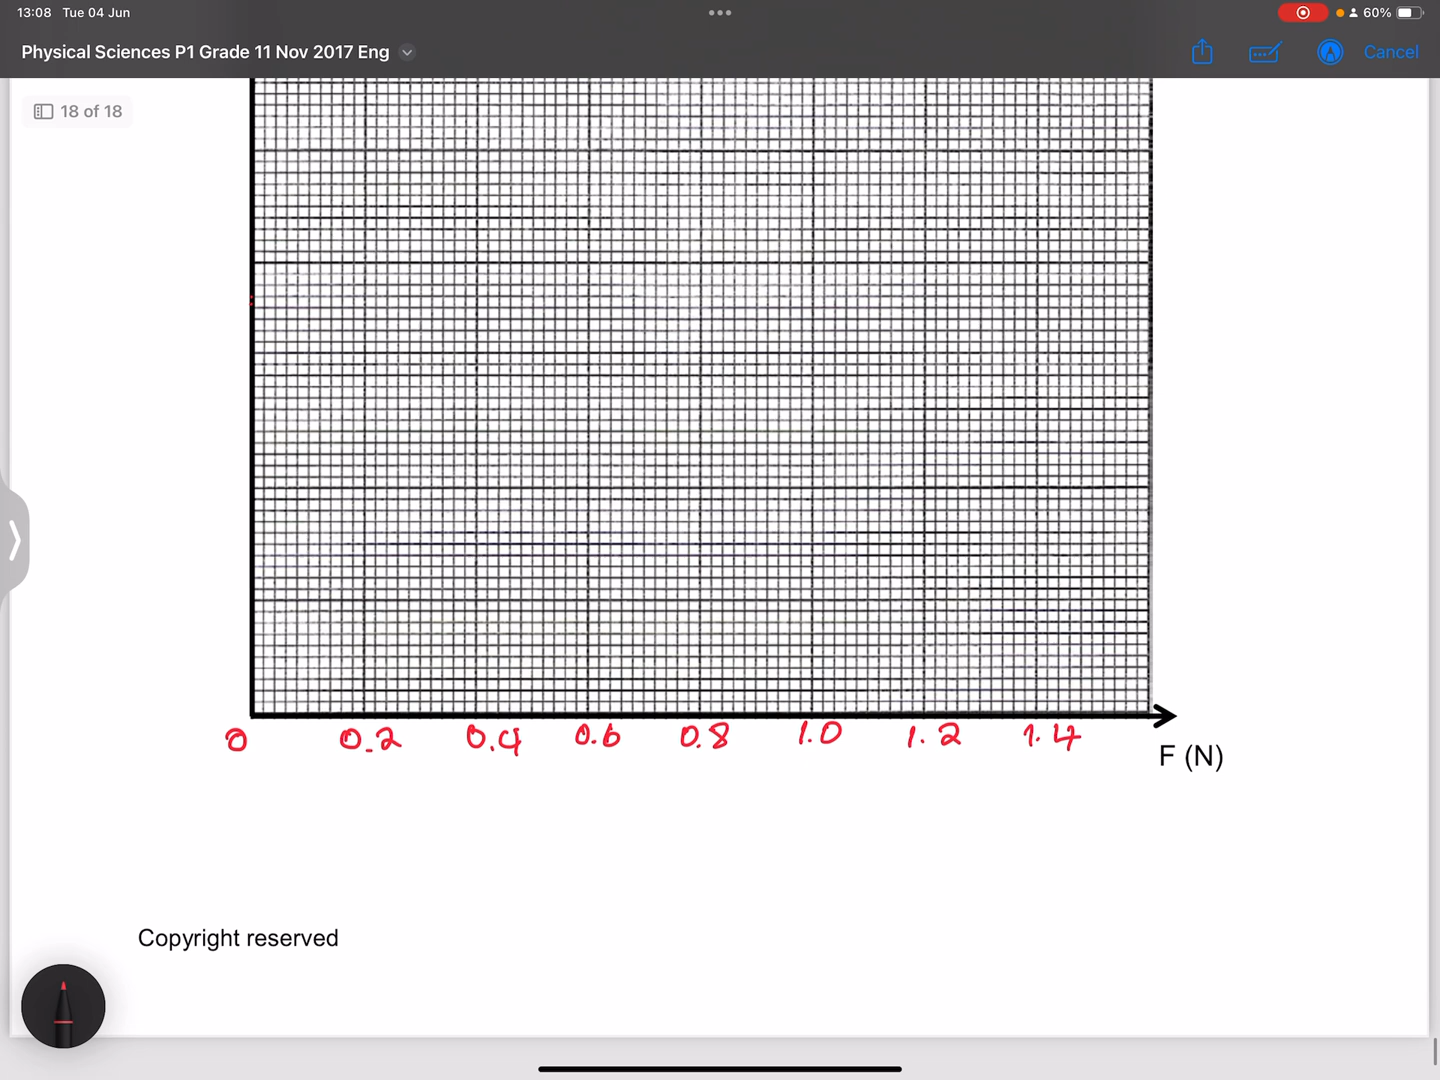 13:08 Tue 04 Jun
60%
Physical Sciences P1 Grade 11 Nov 2017 Eng
Cancel
18 of 18
0 0.2 0.4 0.6 0.8 1.0 1.2 1.4
F (N)
Copyright reserved